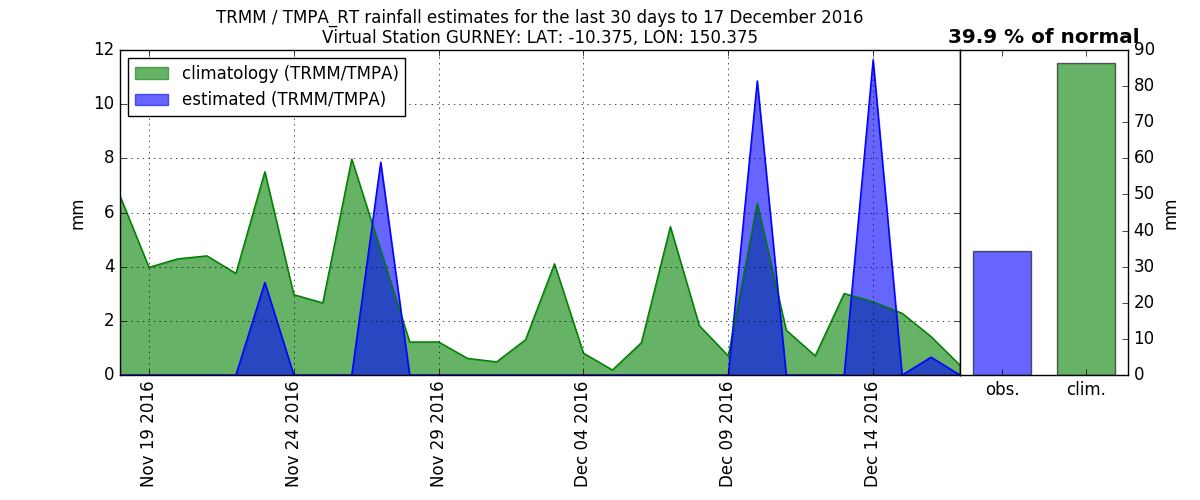 TRMM / TMPA_RT rainfall estimates for the last 30 days to 17 December 2016
Virtual Station GURNEY: LAT: -10.375, LON: 150.375
39.9 % of normal
climatology (TRMM/TMPA)
estimated (TRMM/TMPA)
12
10
8
6
4
2
0
mm
Nov 19 2016
Nov 24 2016
Nov 29 2016
Dec 04 2016
Dec 09 2016
Dec 14 2016
obs.
clim.
90
80
70
60
50
40
30
20
10
0
mm